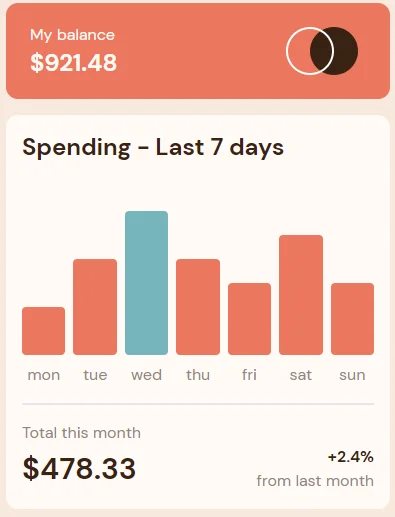 My balance
$921.48
Spending - Last 7 days
mon tue wed thu fri sat sun
Total this month
$478.33
+2.4%
from last month